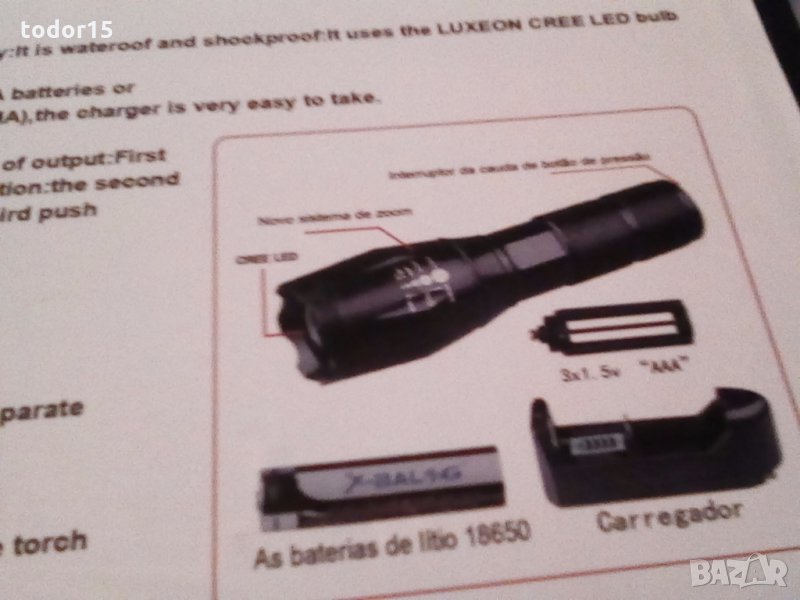 todor15
y:It is wateroof and shookproof:It uses the LUXEON CREE LED bulb
A batteries or
AA),the charger is very easy to take.
of output:First
tion:the second
ird push
Interruptor da cauda de botão de pressão
Novo sistema de zoom
CREE LED
3x1.5v "AAA"
parate
X-BALOG
Carregador
As baterias de lítio 18650
e torch
BAZAR